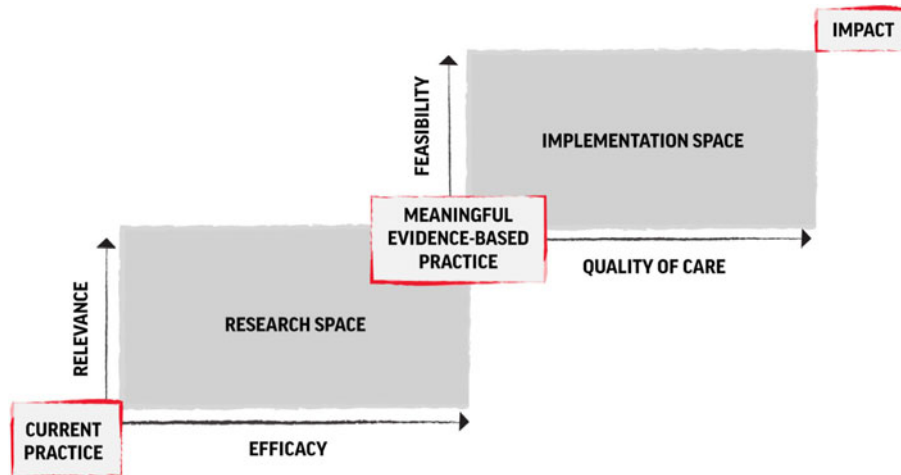 IMPACT
FEASIBILITY
IMPLEMENTATION SPACE
MEANINGFUL
EVIDENCE-BASED
PRACTICE
QUALITY OF CARE
RELEVANCE
RESEARCH SPACE
CURRENT
PRACTICE
EFFICACY